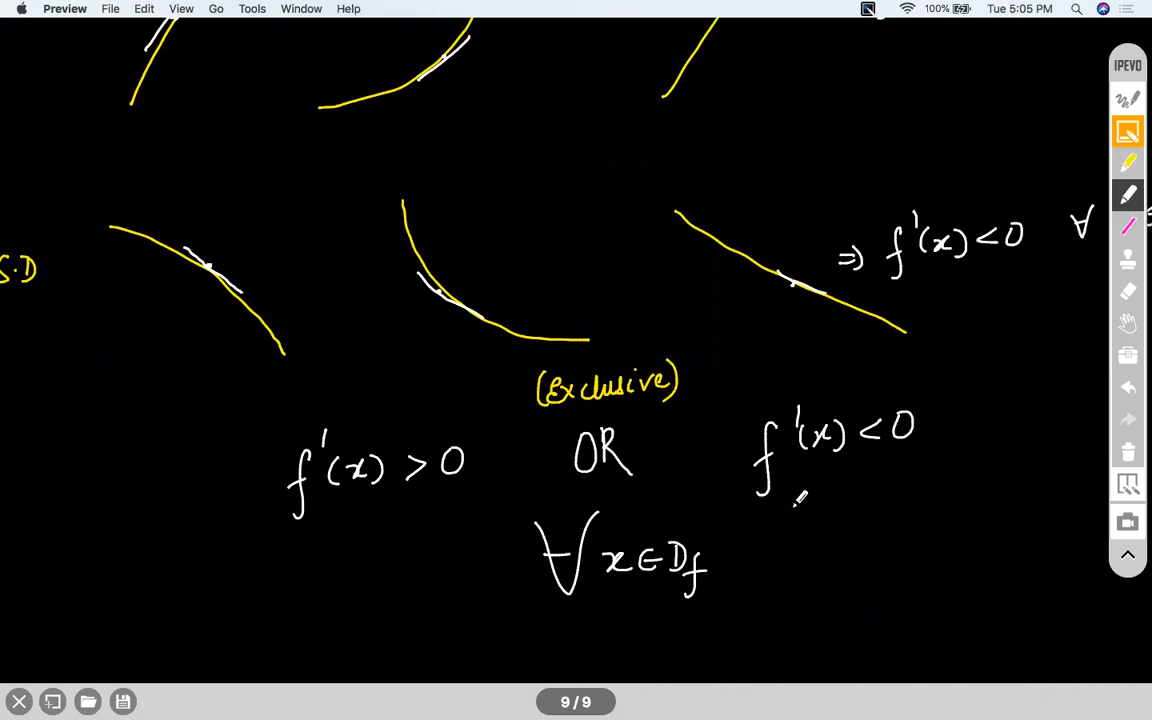 Preview File Edit View Go Tools Window Help 100% Tue 5:05 PM
IPEVO
S.D
⇒ f'(x) < 0 ∀
(Exclusive)
f'(x) > 0 OR f'(x) < 0
∀ x ∈ Df
9 / 9